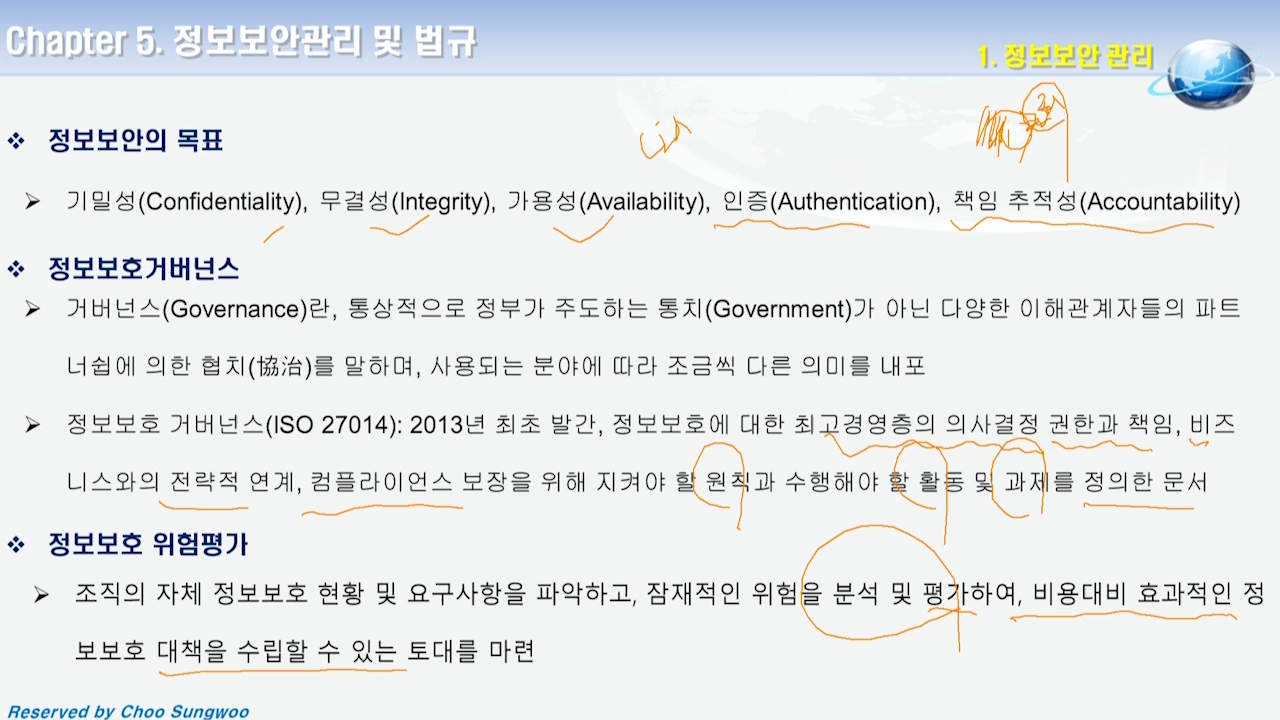 Chapter 5. 정보보안관리 및 법규
1. 정보보안 관리
❖ 정보보안의 목표
➢ 기밀성(Confidentiality), 무결성(Integrity), 가용성(Availability), 인증(Authentication), 책임 추적성(Accountability)
❖ 정보보호거버넌스
➢ 거버넌스(Governance)란, 통상적으로 정부가 주도하는 통치(Government)가 아닌 다양한 이해관계자들의 파트
너쉽에 의한 협치(協治)를 말하며, 사용되는 분야에 따라 조금씩 다른 의미를 내포
➢ 정보보호 거버넌스(ISO 27014): 2013년 최초 발간, 정보보호에 대한 최고경영층의 의사결정 권한과 책임, 비즈
니스와의 전략적 연계, 컴플라이언스 보장을 위해 지켜야 할 원칙과 수행해야 할 활동 및 과제를 정의한 문서
❖ 정보보호 위험평가
➢ 조직의 자체 정보보호 현황 및 요구사항을 파악하고, 잠재적인 위험을 분석 및 평가하여, 비용대비 효과적인 정
보보호 대책을 수립할 수 있는 토대를 마련
Reserved by Choo Sungwoo